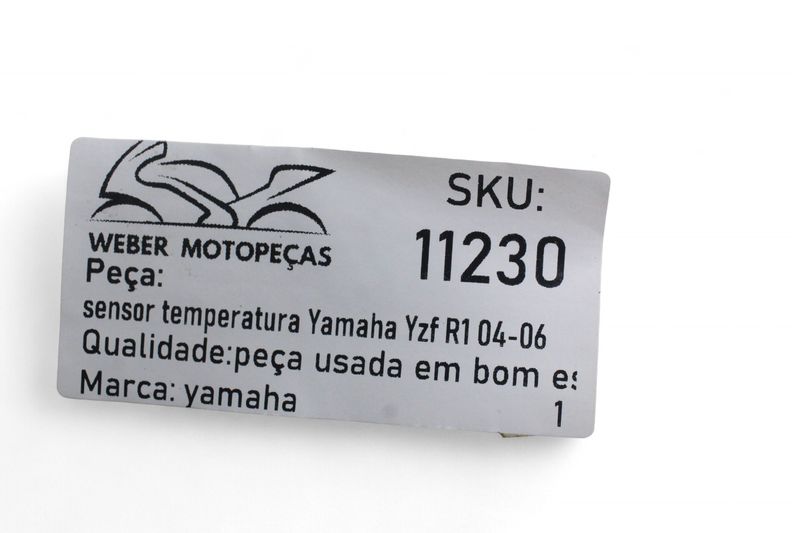 WEBER MOTOPEÇAS
SKU:
11230
Peça:
sensor temperatura Yamaha Yzf R1 04-06
Qualidade:peça usada em bom es
Marca: yamaha
1